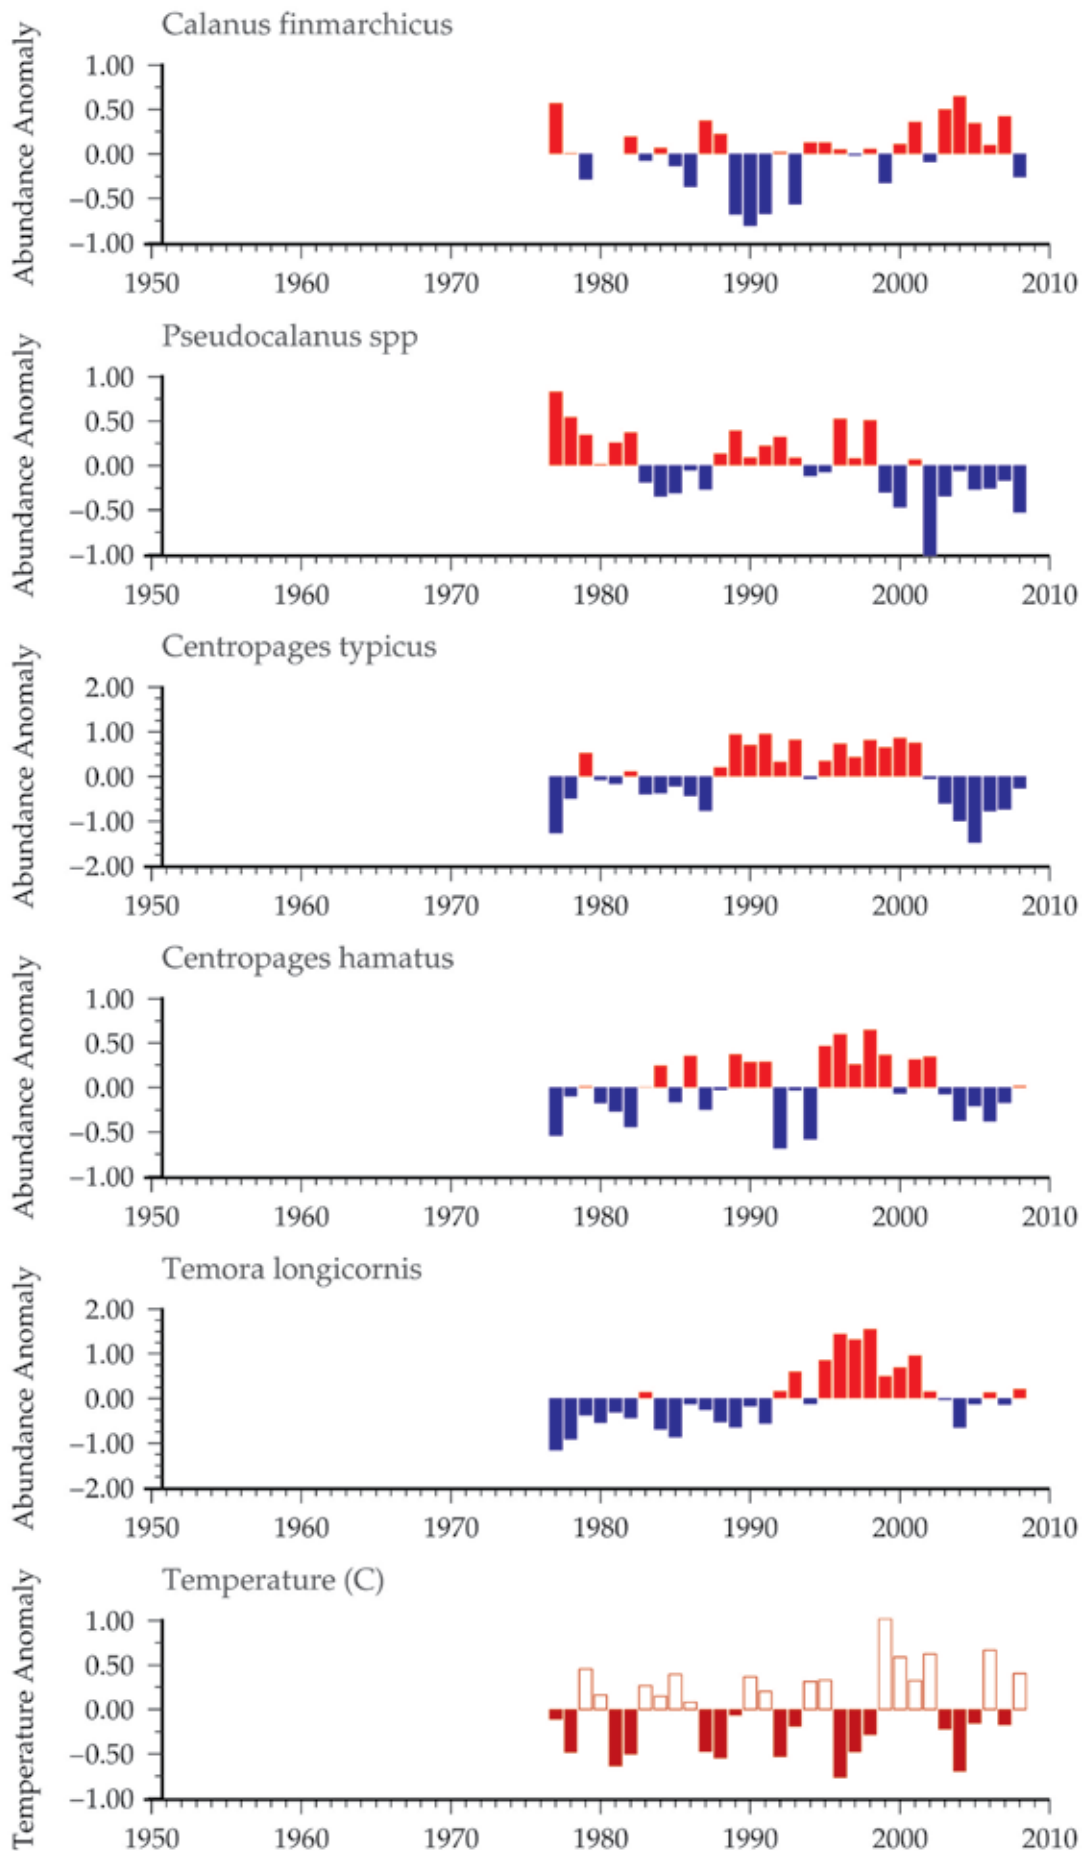 Calanus finmarchicus
Abundance Anomaly
1.00
0.50
0.00
−0.50
−1.00
1950 1960 1970 1980 1990 2000 2010
Pseudocalanus spp
Abundance Anomaly
1.00
0.50
0.00
−0.50
−1.00
1950 1960 1970 1980 1990 2000 2010
Centropages typicus
Abundance Anomaly
2.00
1.00
0.00
−1.00
−2.00
1950 1960 1970 1980 1990 2000 2010
Centropages hamatus
Abundance Anomaly
1.00
0.50
0.00
−0.50
−1.00
1950 1960 1970 1980 1990 2000 2010
Temora longicornis
Abundance Anomaly
2.00
1.00
0.00
−1.00
−2.00
1950 1960 1970 1980 1990 2000 2010
Temperature (C)
Temperature Anomaly
1.00
0.50
0.00
−0.50
−1.00
1950 1960 1970 1980 1990 2000 2010